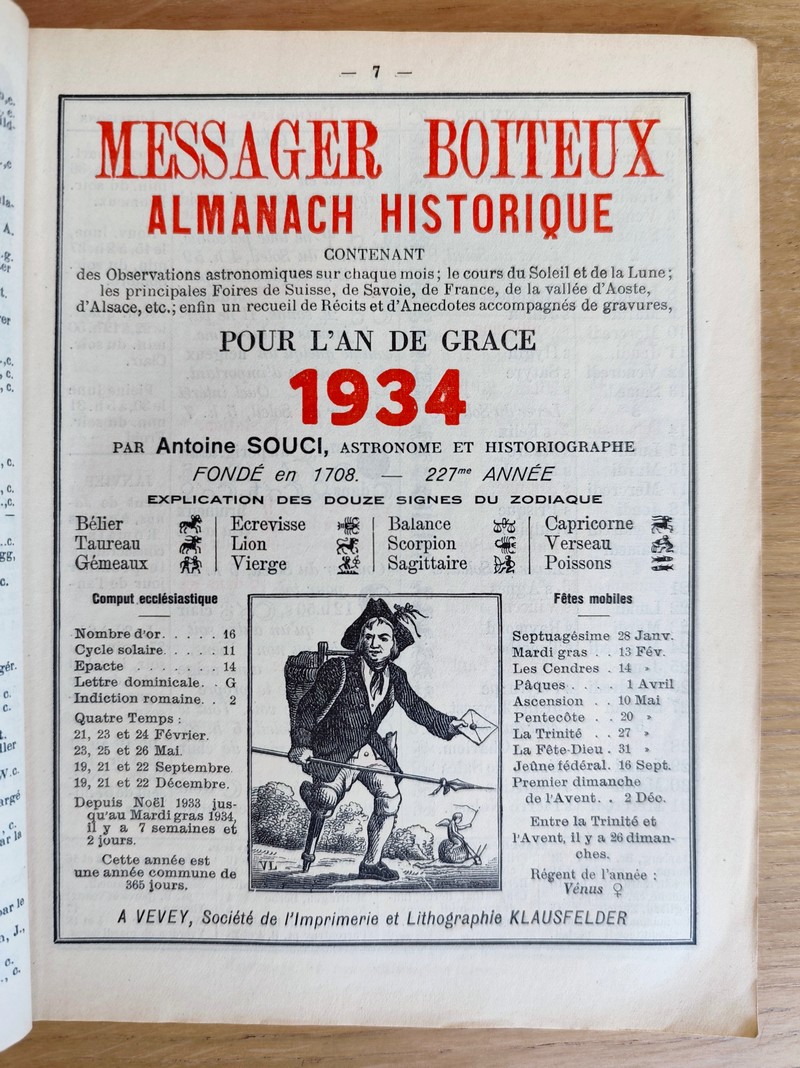 — 7 —
MESSAGER BOITEUX
ALMANACH HISTORIQUE
CONTENANT
des Observations astronomiques sur chaque mois; le cours du Soleil et de la Lune;
les principales Foires de Suisse, de Savoie, de France, de la vallée d'Aoste,
d'Alsace, etc.; enfin un recueil de Récits et d'Anecdotes accompagnés de gravures,
POUR L'AN DE GRACE
1934
PAR Antoine SOUCI, ASTRONOME ET HISTORIOGRAPHE
FONDÉ en 1708. — 227me ANNÉE
EXPLICATION DES DOUZE SIGNES DU ZODIAQUE
Bélier
Taureau
Gémeaux
Ecrevisse
Lion
Vierge
Balance
Scorpion
Sagittaire
Capricorne
Verseau
Poissons
Comput ecclésiastique
Nombre d'or. . . . . 16
Cycle solaire. . . . . 11
Epacte . . . . . . . 14
Lettre dominicale. . G
Indiction romaine. . 2
Quatre Temps :
21, 23 et 24 Février.
23, 25 et 26 Mai.
19, 21 et 22 Septembre
19, 21 et 22 Décembre.
Depuis Noël 1933 jus-
qu'au Mardi gras 1934,
il y a 7 semaines et
2 jours.
Cette année est
une année commune de
365 jours.
VL
Fêtes mobiles
Septuagésime 28 Janv.
Mardi gras . . 13 Fév.
Les Cendres . 14 »
Pâques . . . . 1 Avril
Ascension . . 10 Mai
Pentecôte . . 20 »
La Trinité . . 27 »
La Fête-Dieu . 31 »
Jeûne fédéral. 16 Sept.
Premier dimanche
de l'Avent. . 2 Déc.
Entre la Trinité et
l'Avent, il y a 26 diman-
ches.
Régent de l'année :
Vénus ♀
A VEVEY, Société de l'Imprimerie et Lithographie KLAUSFELDER